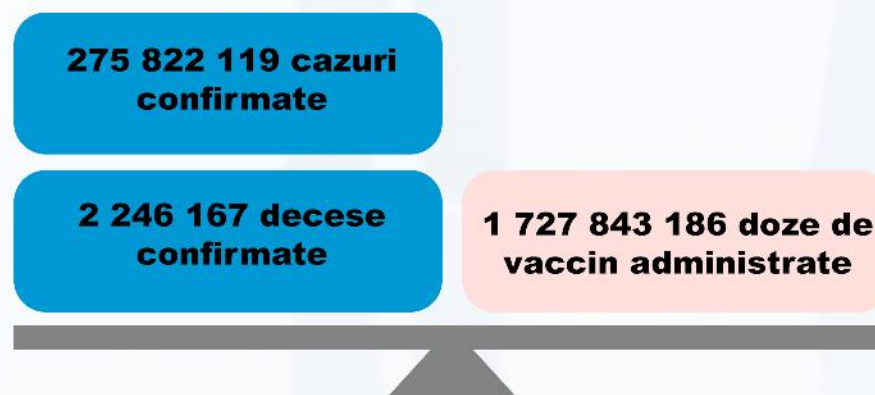 275 822 119 cazuri
confirmate
2 246 167 decese
confirmate
1 727 843 186 doze de
vaccin administrate